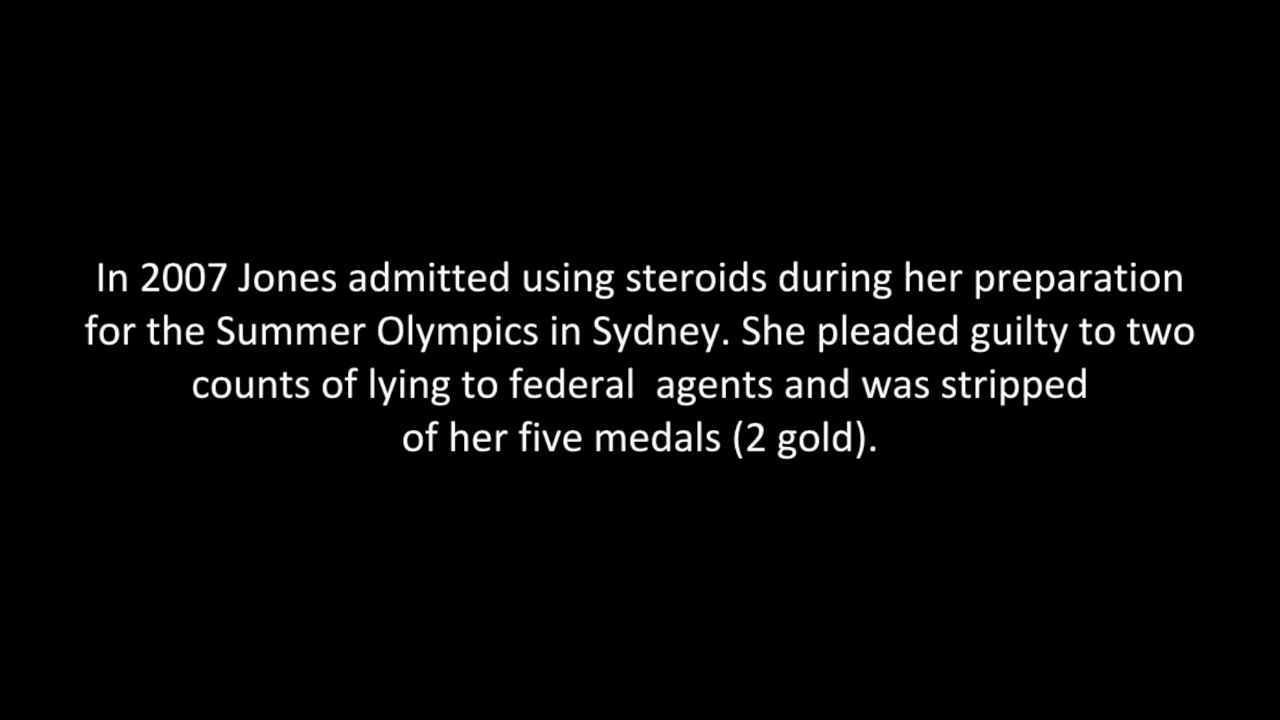 In 2007 Jones admitted using steroids during her preparation
for the Summer Olympics in Sydney. She pleaded guilty to two
counts of lying to federal  agents and was stripped
of her five medals (2 gold).